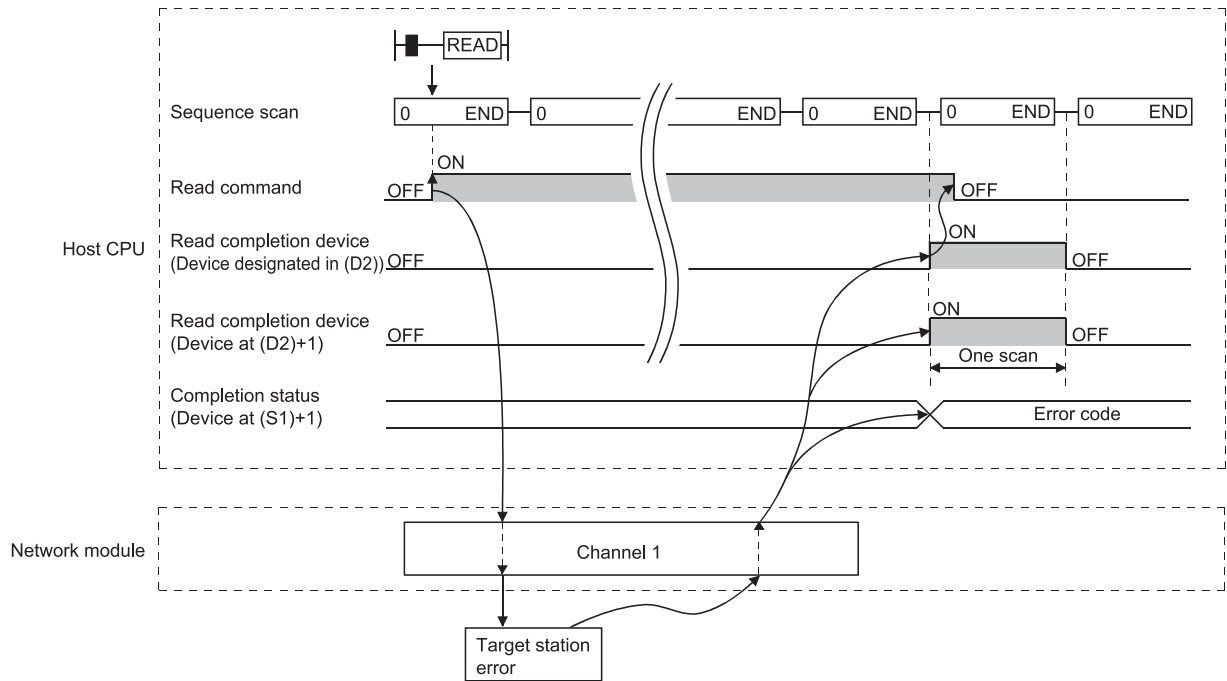 READ
Sequence scan
0 END 0 END 0 END 0 END 0 END
ON
Read command
OFF
OFF
Host CPU
Read completion device
(Device designated in (D2))
OFF
ON
OFF
Read completion device
(Device at (D2)+1)
OFF
ON
OFF
One scan
Completion status
(Device at (S1)+1)
Error code
Network module
Channel 1
Target station
error